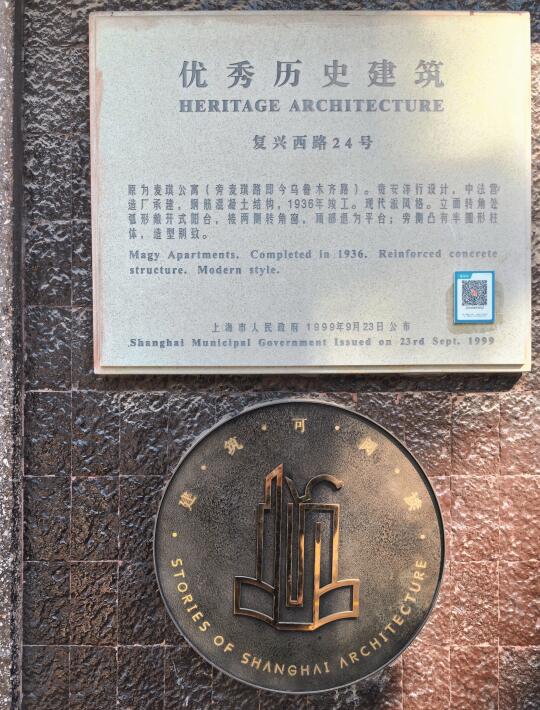 优秀历史建筑
HERITAGE ARCHITECTURE
复兴西路24号
原为麦琪公寓（旁麦琪路即今乌鲁木齐路）。赉安洋行设计，中法营
造厂承建。钢筋混凝土结构，1936年竣工。现代派风格。立面转角处
弧形敞开式阳台，接两侧转角窗，顶部退为平台；旁侧凸有半圆形柱
体，造型别致。
Magy Apartments. Completed in 1936. Reinforced concrete
structure. Modern style.
上海市人民政府 1999年9月23日公布
Shanghai Municipal Government Issued on 23rd Sept. 1999
建·筑·可·阅·读
STORIES OF SHANGHAI ARCHITECTURE